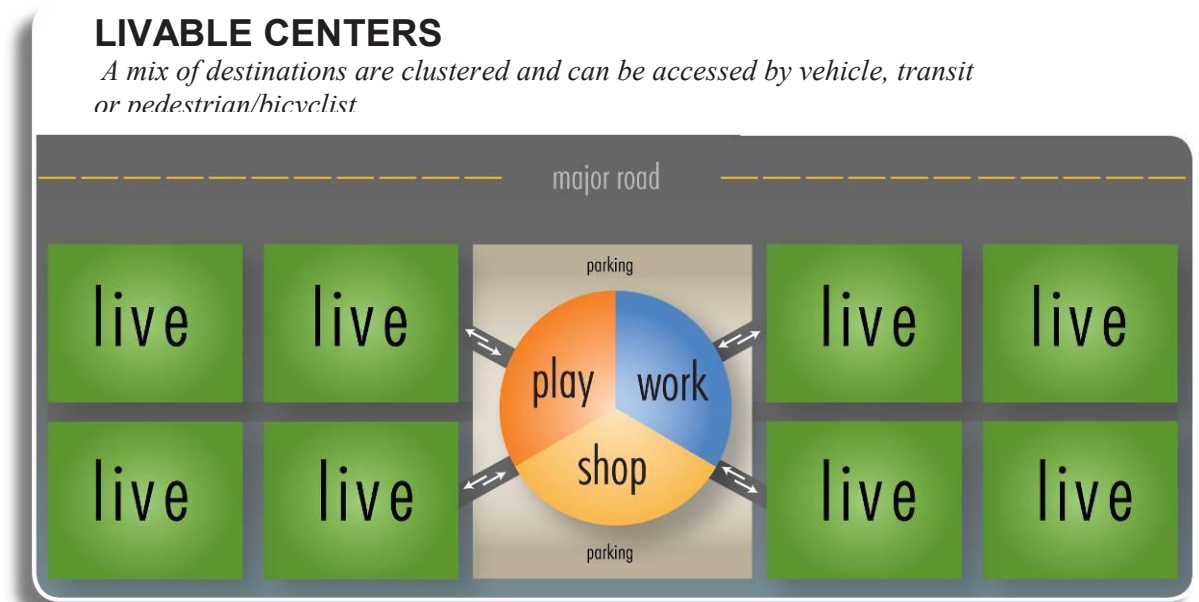 LIVABLE CENTERS
A mix of destinations are clustered and can be accessed by vehicle, transit
or pedestrian/bicyclist.
major road
parking
live live live live
play work
shop
live live live live
parking